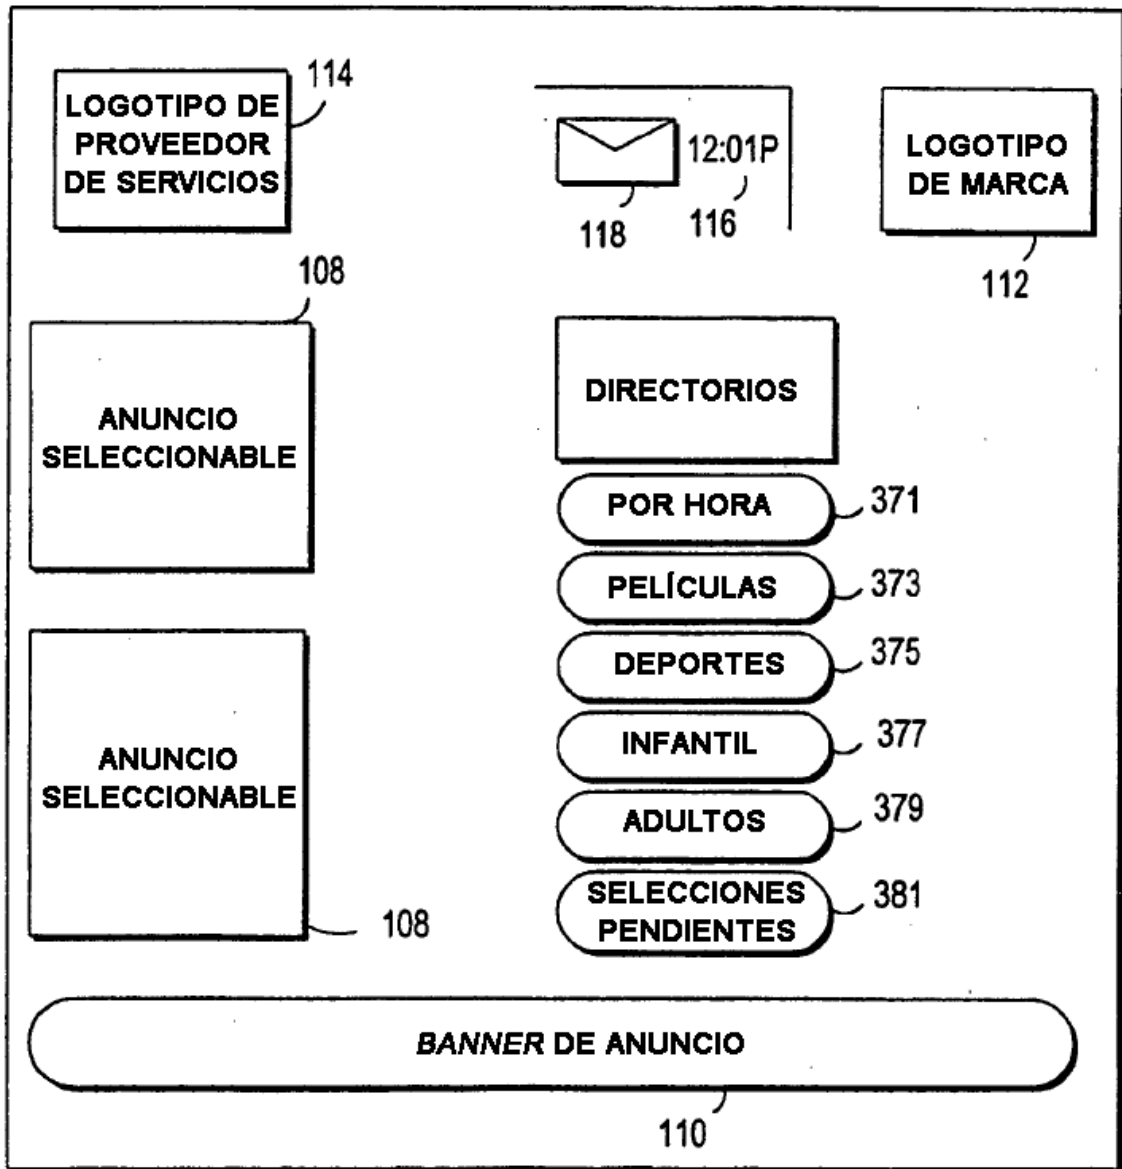 114
LOGOTIPO DE
PROVEEDOR
DE SERVICIOS
12:01P
118
116
LOGOTIPO
DE MARCA
112
108
ANUNCIO
SELECCIONABLE
DIRECTORIOS
POR HORA
371
PELÍCULAS
373
DEPORTES
375
INFANTIL
377
ADULTOS
379
SELECCIONES
PENDIENTES
381
ANUNCIO
SELECCIONABLE
108
BANNER DE ANUNCIO
110